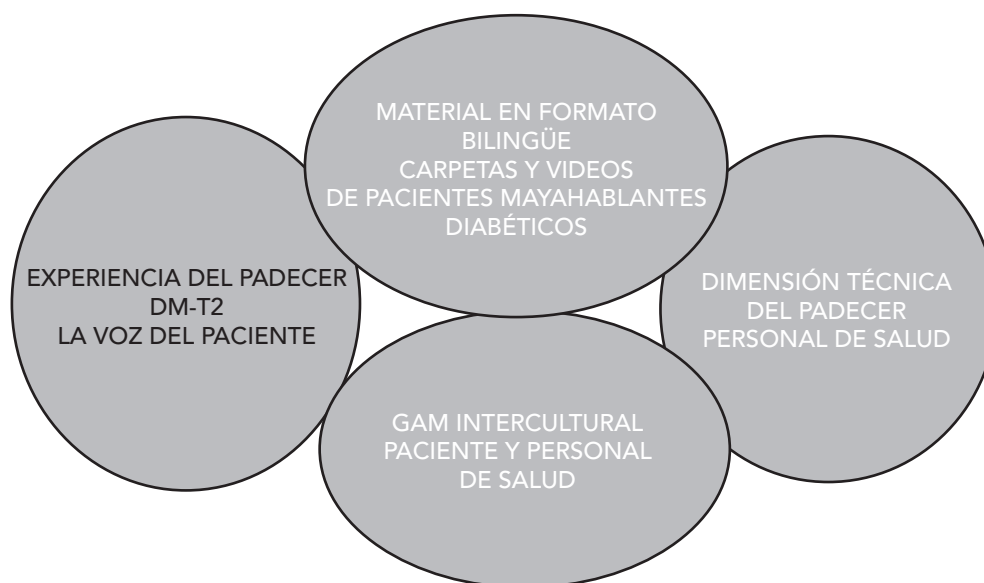 MATERIAL EN FORMATO
BILINGÜE
CARPETAS Y VIDEOS
DE PACIENTES MAYAHABLANTES
DIABÉTICOS
EXPERIENCIA DEL PADECER
DM-T2
LA VOZ DEL PACIENTE
DIMENSIÓN TÉCNICA
DEL PADECER
PERSONAL DE SALUD
GAM INTERCULTURAL
PACIENTE Y PERSONAL
DE SALUD